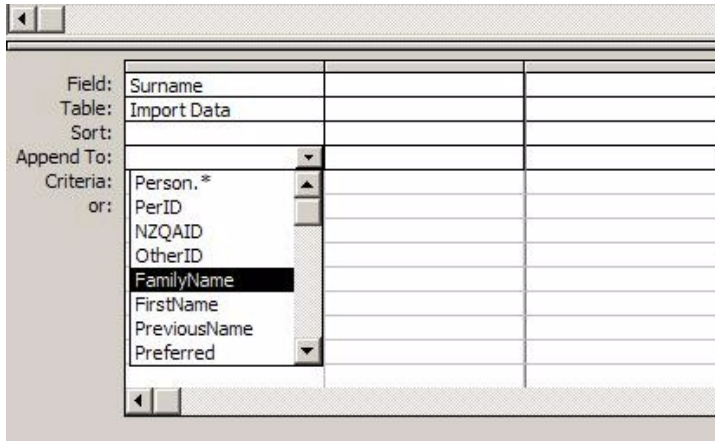 Field: Surname
Table: Import Data
Sort:
Append To:
Criteria: Person.*
or: PerID
NZQAID
OtherID
FamilyName
FirstName
PreviousName
Preferred